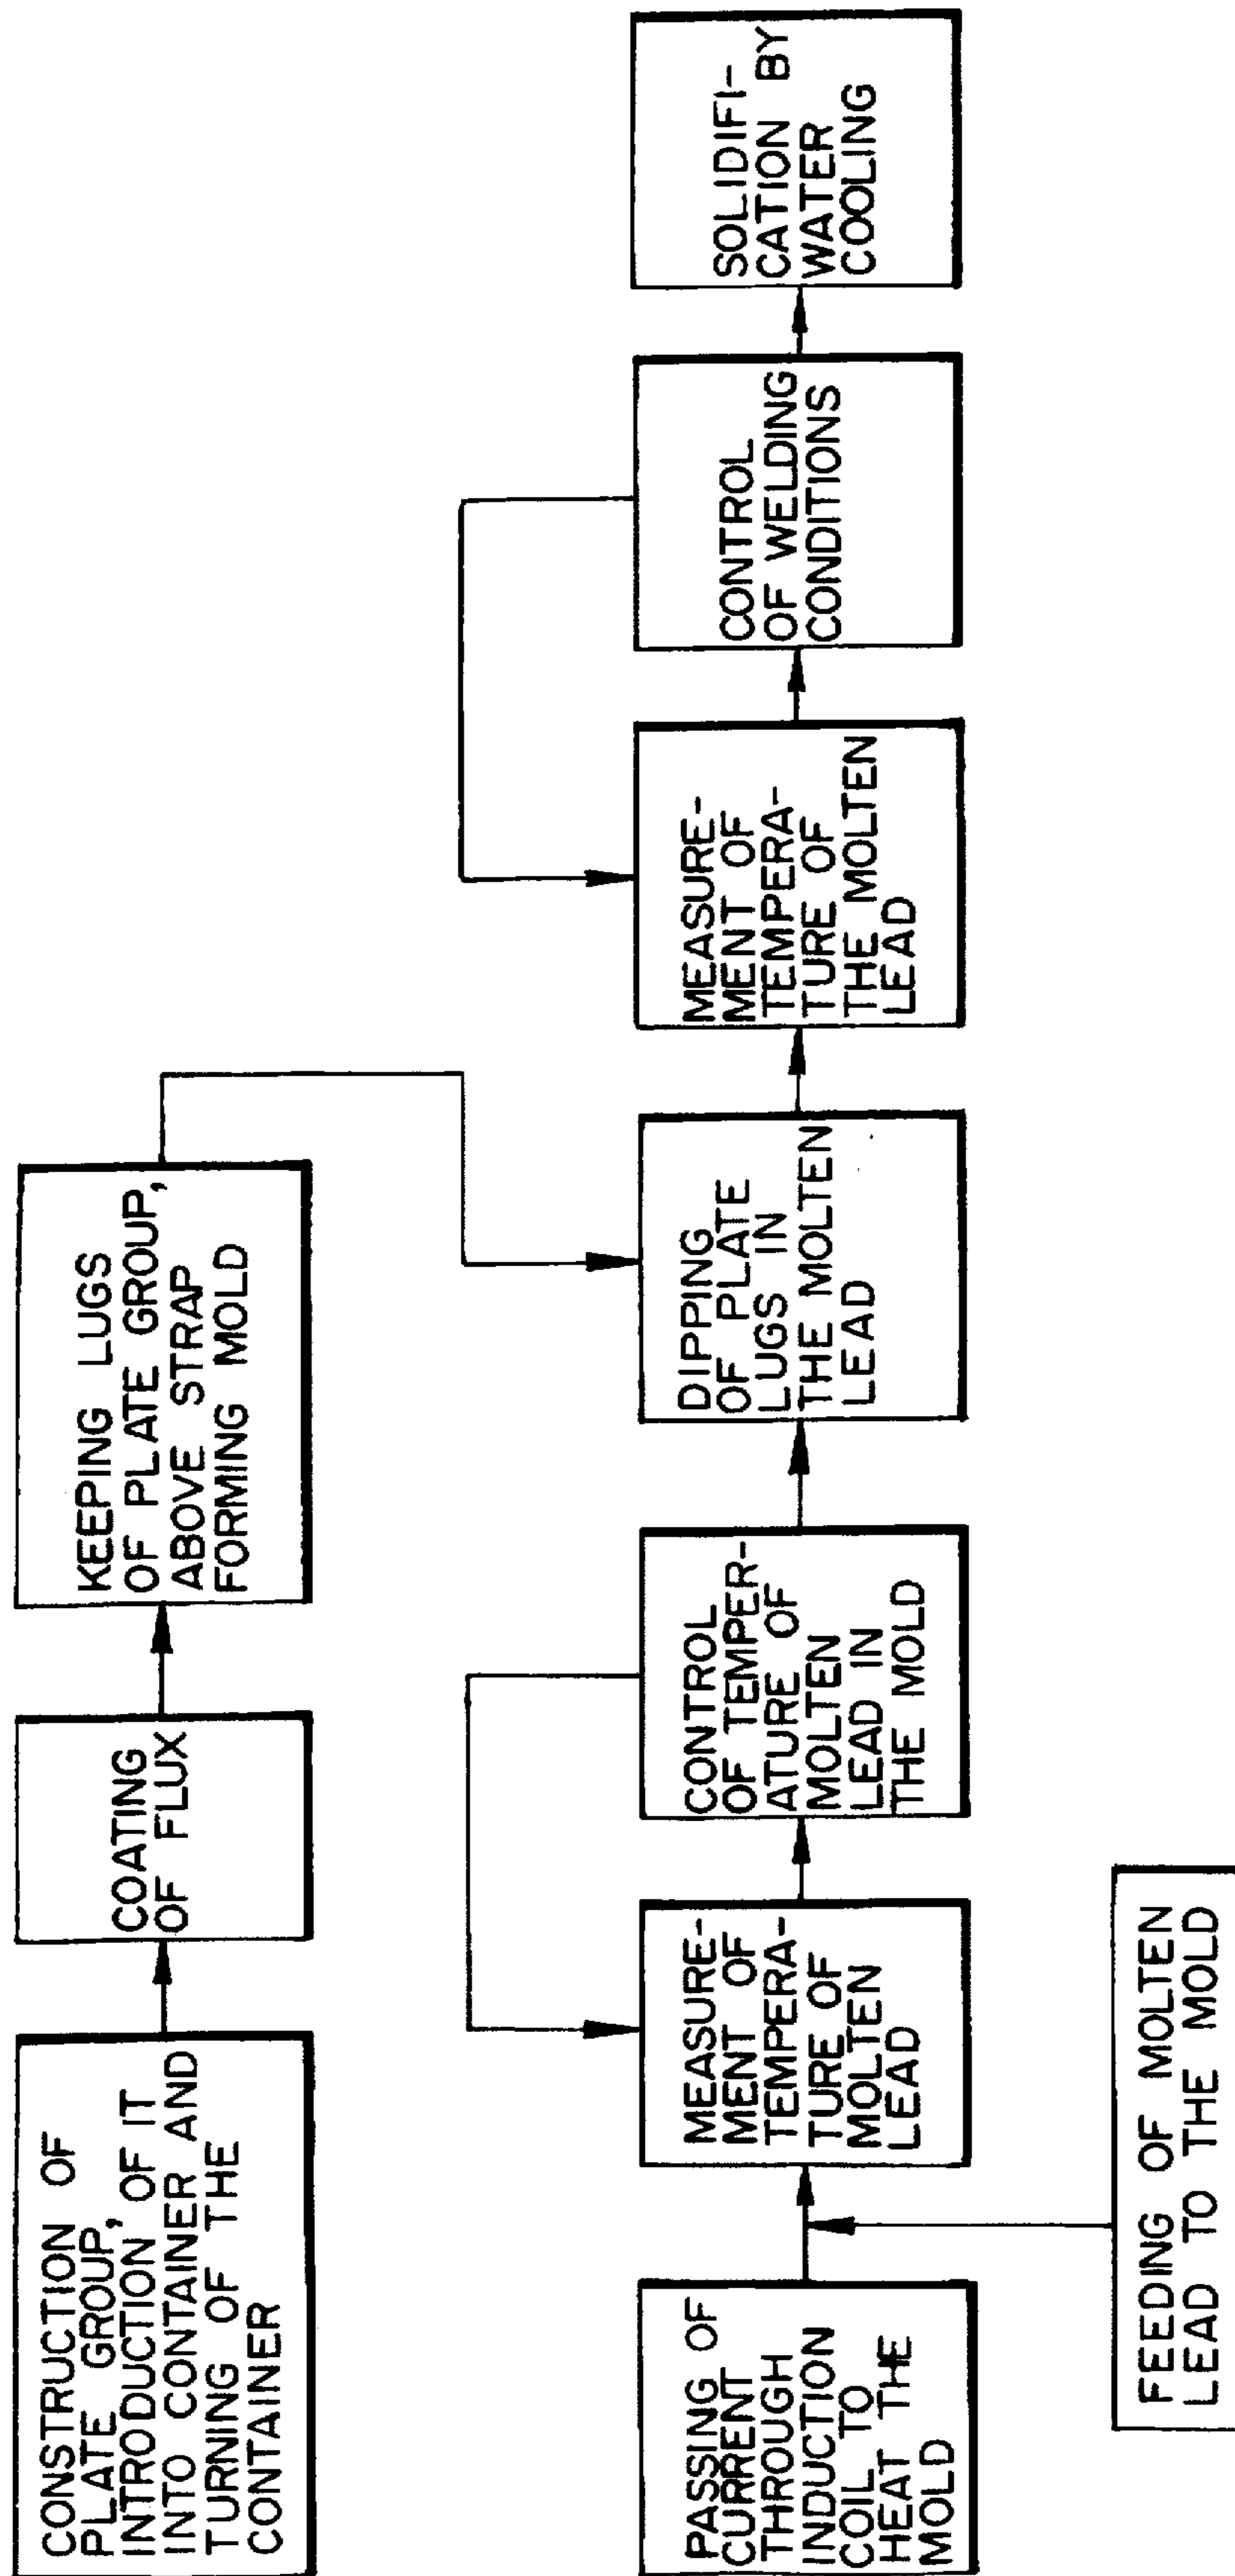 CONSTRUCTION OF
PLATE GROUP,
INTRODUCTION OF IT
INTO CONTAINER AND
TURNING OF THE
CONTAINER
COATING
OF FLUX
KEEPING LUGS
OF PLATE GROUP,
ABOVE STRAP
FORMING MOLD
PASSING OF
CURRENT
THROUGH
INDUCTION
COIL TO
HEAT THE
MOLD
MEASURE-
MENT OF
TEMPERA-
TURE OF
MOLTEN
LEAD
CONTROL
OF TEMPER-
ATURE OF
MOLTEN
LEAD IN
THE MOLD
DIPPING
OF PLATE
LUGS IN
THE MOLTEN
LEAD
MEASURE-
MENT OF
TEMPERA-
TURE OF
THE MOLTEN
LEAD
CONTROL
OF WELDING
CONDITIONS
SOLIDIFI-
CATION BY
WATER
COOLING
FEEDING OF MOLTEN
LEAD TO THE MOLD